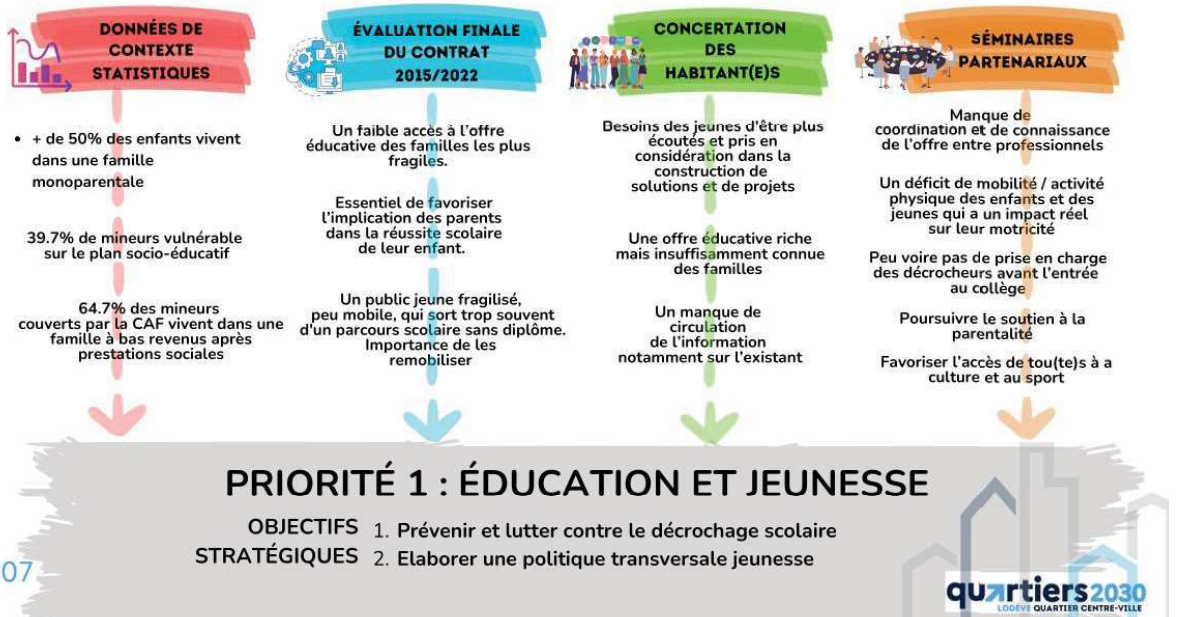 DONNÉES DE
CONTEXTE
STATISTIQUES
• + de 50% des enfants vivent
dans une famille
monoparentale
39.7% de mineurs vulnérable
sur le plan socio-éducatif
64.7% des mineurs
couverts par la CAF vivent dans une
famille à bas revenus après
prestations sociales
ÉVALUATION FINALE
DU CONTRAT
2015/2022
Un faible accès à l'offre
éducative des familles les plus
fragiles.
Essentiel de favoriser
l'implication des parents
dans la réussite scolaire
de leur enfant.
Un public jeune fragilisé,
peu mobile, qui sort trop souvent
d'un parcours scolaire sans diplôme.
Importance de les
remobiliser
CONCERTATION
DES
HABITANT(E)S
Besoins des jeunes d'être plus
écoutés et pris en
considération dans la
construction de
solutions et de projets
Une offre éducative riche
mais insuffisamment connue
des familles
Un manque de
circulation
de l'information
notamment sur l'existant
SÉMINAIRES
PARTENARIAUX
Manque de
coordination et de connaissance
de l'offre entre professionnels
Un déficit de mobilité / activité
physique des enfants et des
jeunes qui a un impact réel
sur leur motricité
Peu voire pas de prise en charge
des décrocheurs avant l'entrée
au collège
Poursuivre le soutien à la
parentalité
Favoriser l'accès de tou(te)s à a
culture et au sport
PRIORITÉ 1 : ÉDUCATION ET JEUNESSE
OBJECTIFS
STRATÉGIQUES
1. Prévenir et lutter contre le décrochage scolaire
2. Elaborer une politique transversale jeunesse
07
quartiers2030
LODÈVE QUARTIER CENTRE-VILLE